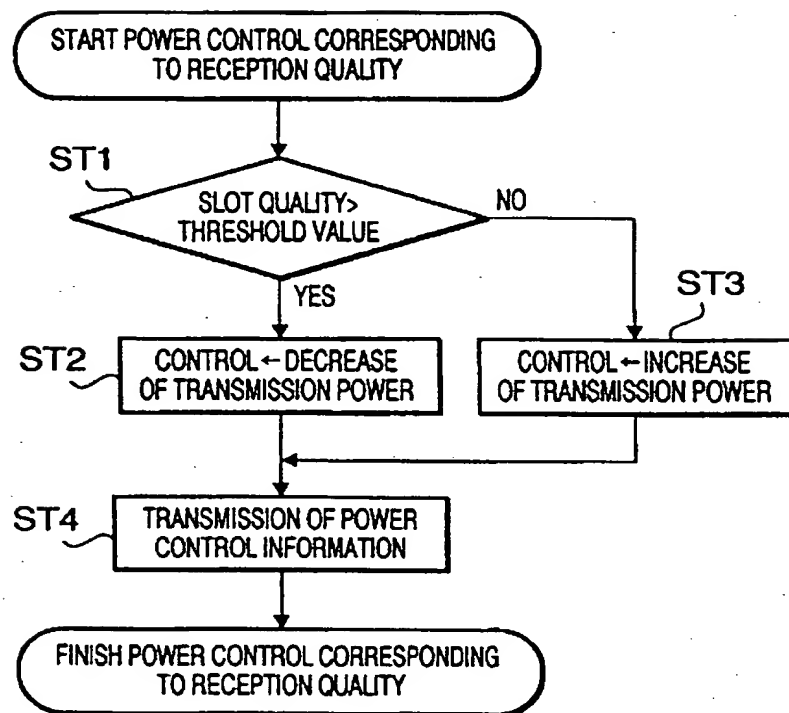 START POWER CONTROL CORRESPONDING
TO RECEPTION QUALITY
ST1
SLOT QUALITY>
THRESHOLD VALUE
NO
YES
ST3
ST2
CONTROL←DECREASE
OF TRANSMISSION POWER
CONTROL←INCREASE
OF TRANSMISSION POWER
ST4
TRANSMISSION OF POWER
CONTROL INFORMATION
FINISH POWER CONTROL CORRESPONDING
TO RECEPTION QUALITY